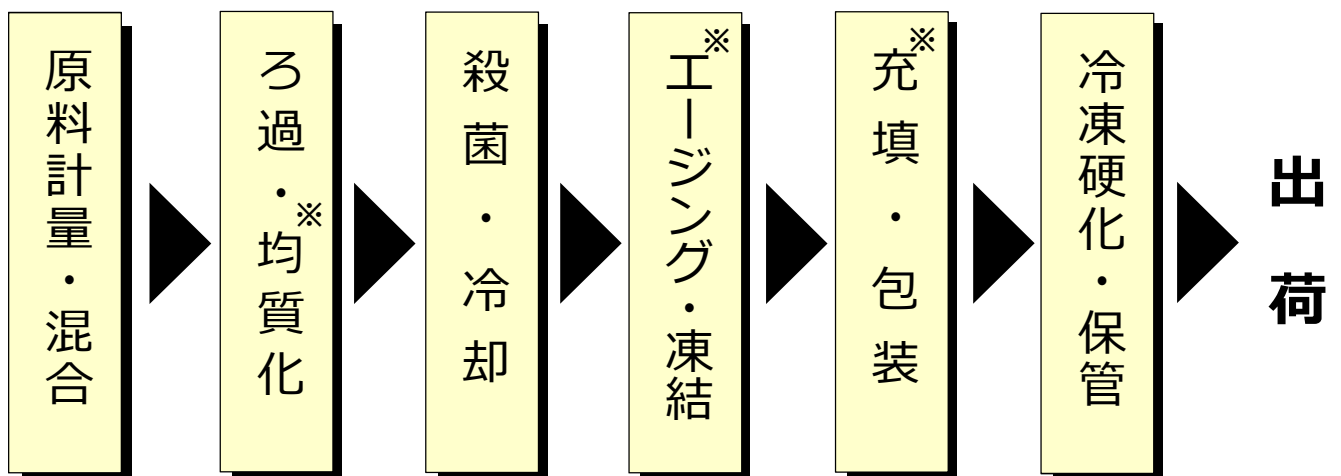 原料計量・混合
ろ過・均質化※
殺菌・冷却
エージング・凍結※
充填・包装※
冷凍硬化・保管
出荷